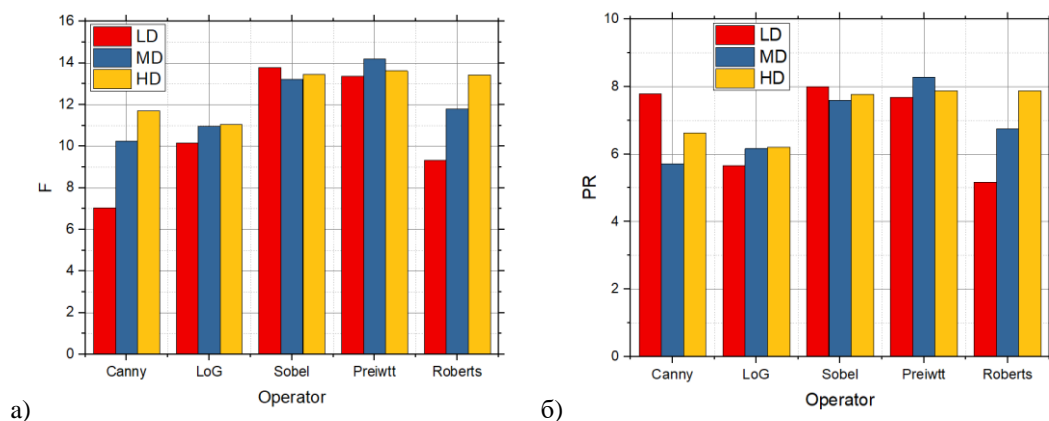 16
14
12
10
8
6
4
2
0
F
LD
MD
HD
Canny LoG Sobel Preiwtt Roberts
Operator
а)
10
8
6
4
2
0
PR
LD
MD
HD
Canny LoG Sobel Preiwtt Roberts
Operator
б)